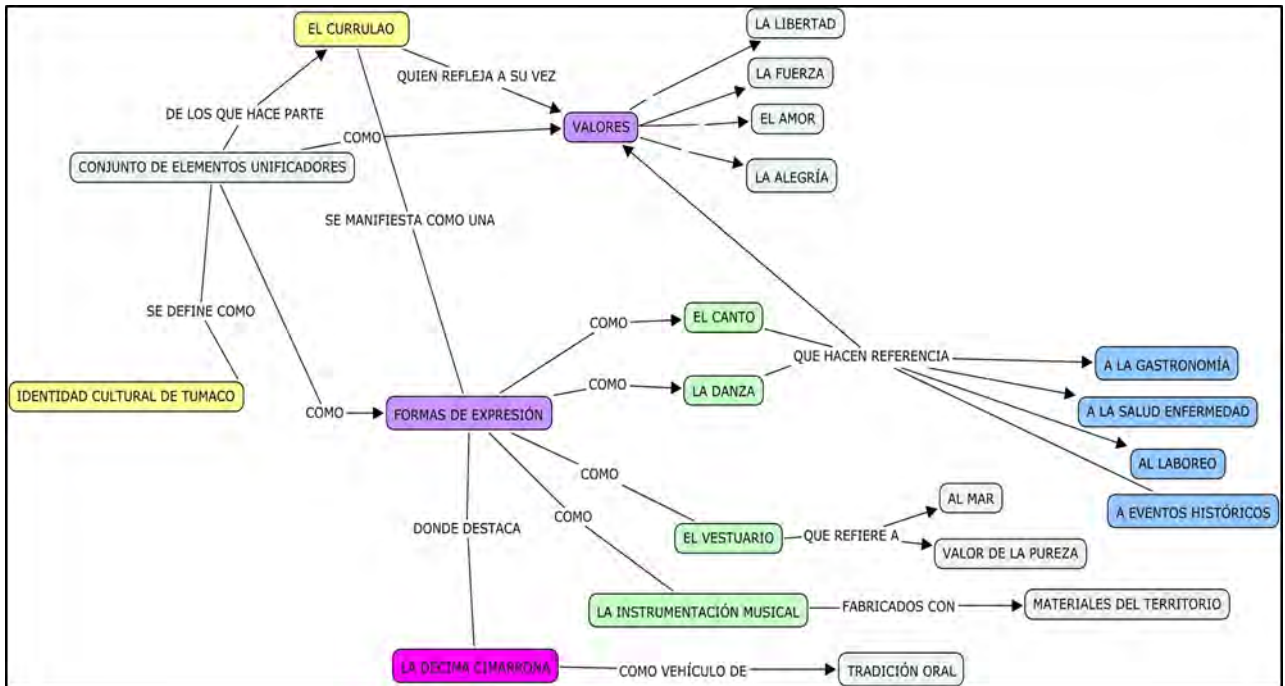 EL CURRULAO
LA LIBERTAD
QUIEN REFLEJA A SU VEZ
LA FUERZA
DE LOS QUE HACE PARTE
EL AMOR
COMO
VALORES
CONJUNTO DE ELEMENTOS UNIFICADORES
LA ALEGRÍA
SE MANIFIESTA COMO UNA
SE DEFINE COMO
EL CANTO
COMO
QUE HACEN REFERENCIA
A LA GASTRONOMÍA
IDENTIDAD CULTURAL DE TUMACO
COMO
LA DANZA
COMO
FORMAS DE EXPRESIÓN
A LA SALUD ENFERMEDAD
AL LABOREO
COMO
AL MAR
A EVENTOS HISTÓRICOS
COMO
DONDE DESTACA
EL VESTUARIO
QUE REFIERE A
VALOR DE LA PUREZA
LA INSTRUMENTACIÓN MUSICAL
FABRICADOS CON
MATERIALES DEL TERRITORIO
LA DECIMA CIMARRONA
COMO VEHÍCULO DE
TRADICIÓN ORAL